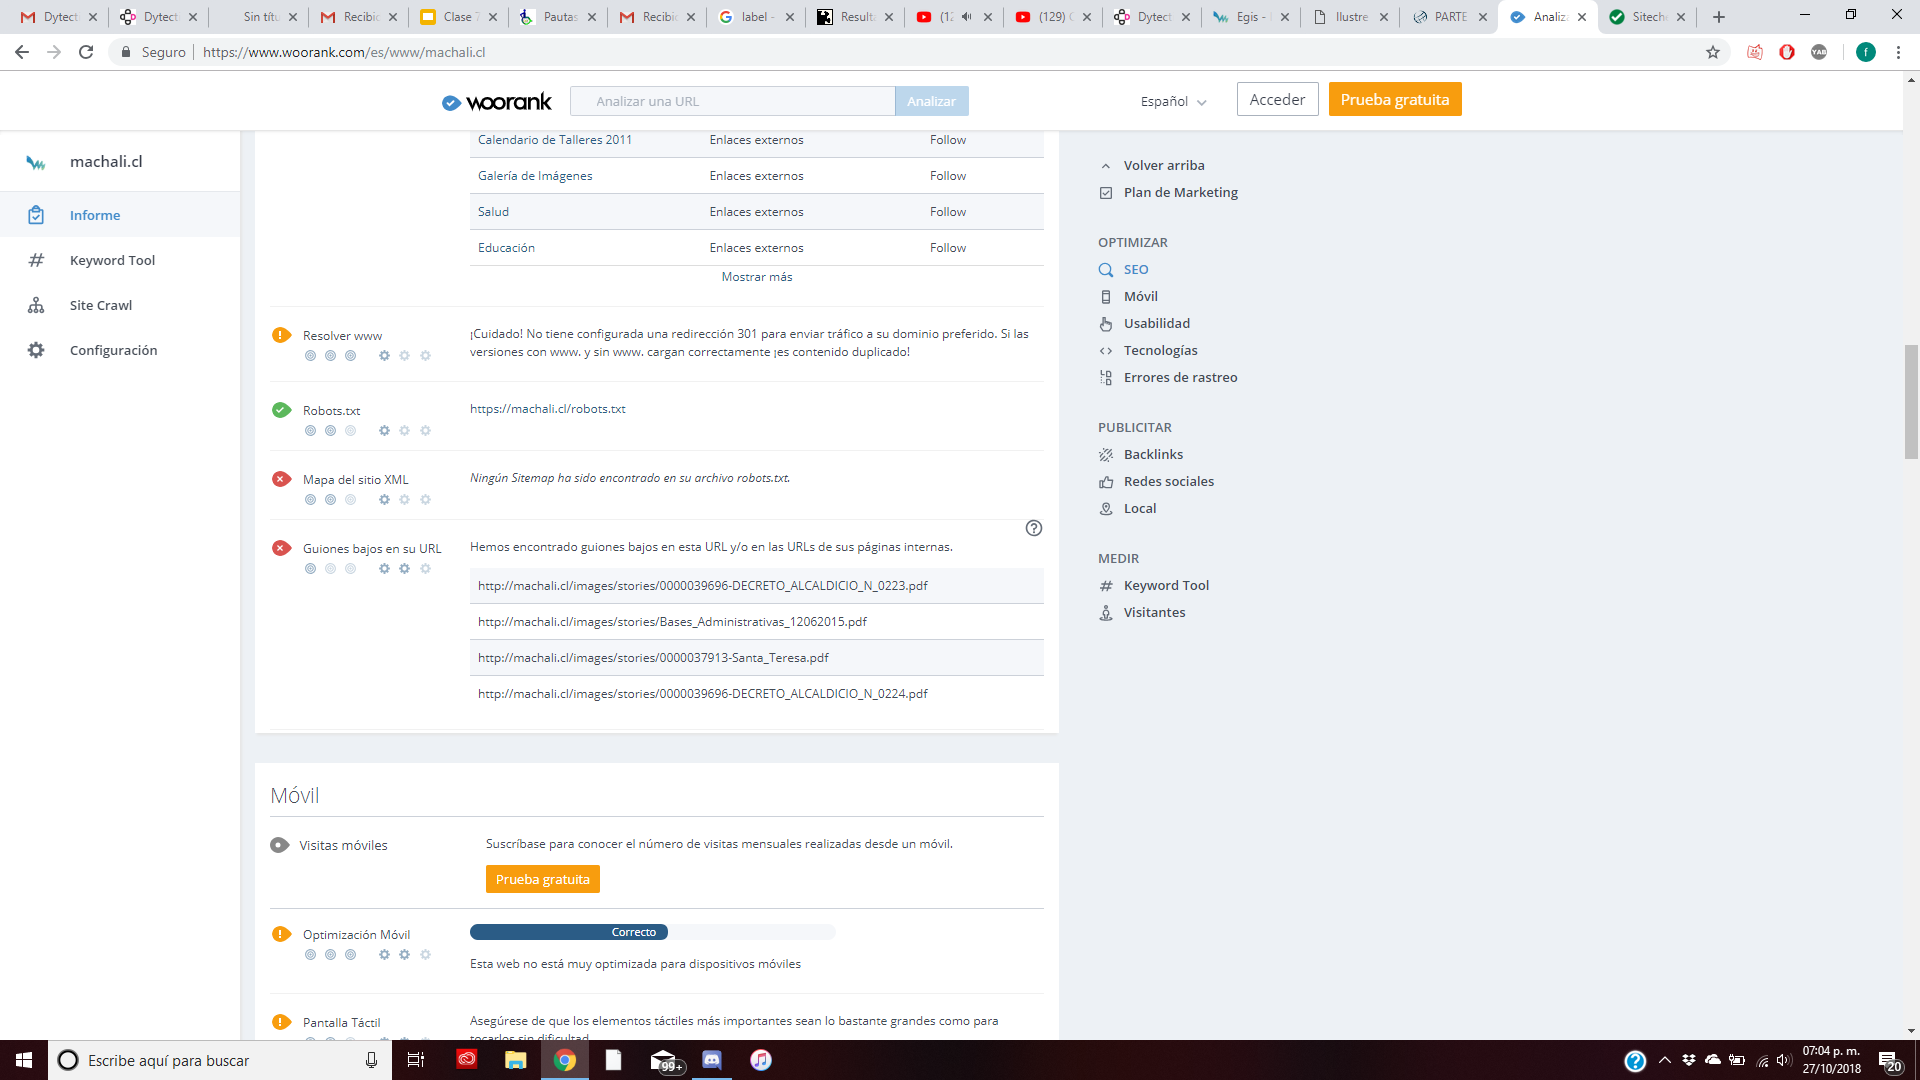 Dytect
Dytect
Sin títu
Recibic
Clase 7
Pautas
Recibic
label -
Result
(12
(129)
Dytect
Egis -
Ilustre
PARTE
Analiz
Siteche
Seguro
https://www.woorank.com/es/www/machali.cl
woorank
Analizar una URL
Analizar
Español
Acceder
Prueba gratuita
machali.cl
Informe
Keyword Tool
Site Crawl
Configuración
Calendario de Talleres 2011 Enlaces externos Follow
Galería de Imágenes Enlaces externos Follow
Salud Enlaces externos Follow
Educación Enlaces externos Follow
Mostrar más
Resolver www
¡Cuidado! No tiene configurada una redirección 301 para enviar tráfico a su dominio preferido. Si las
versiones con www. y sin www. cargan correctamente ¡es contenido duplicado!
Robots.txt
https://machali.cl/robots.txt
Mapa del sitio XML
Ningún Sitemap ha sido encontrado en su archivo robots.txt.
Guiones bajos en su URL
Hemos encontrado guiones bajos en esta URL y/o en las URLs de sus páginas internas.
http://machali.cl/images/stories/0000039696-DECRETO_ALCALDICIO_N_0223.pdf
http://machali.cl/images/stories/Bases_Administrativas_12062015.pdf
http://machali.cl/images/stories/0000037913-Santa_Teresa.pdf
http://machali.cl/images/stories/0000039696-DECRETO_ALCALDICIO_N_0224.pdf
Móvil
Visitas móviles
Suscríbase para conocer el número de visitas mensuales realizadas desde un móvil.
Prueba gratuita
Optimización Móvil
Correcto
Esta web no está muy optimizada para dispositivos móviles
Pantalla Táctil
Asegúrese de que los elementos táctiles más importantes sean lo bastante grandes como para
tocarlos sin dificultad
Volver arriba
Plan de Marketing
OPTIMIZAR
SEO
Móvil
Usabilidad
Tecnologías
Errores de rastreo
PUBLICITAR
Backlinks
Redes sociales
Local
MEDIR
Keyword Tool
Visitantes
Escribe aquí para buscar
99+
07:04 p. m.
27/10/2018
20